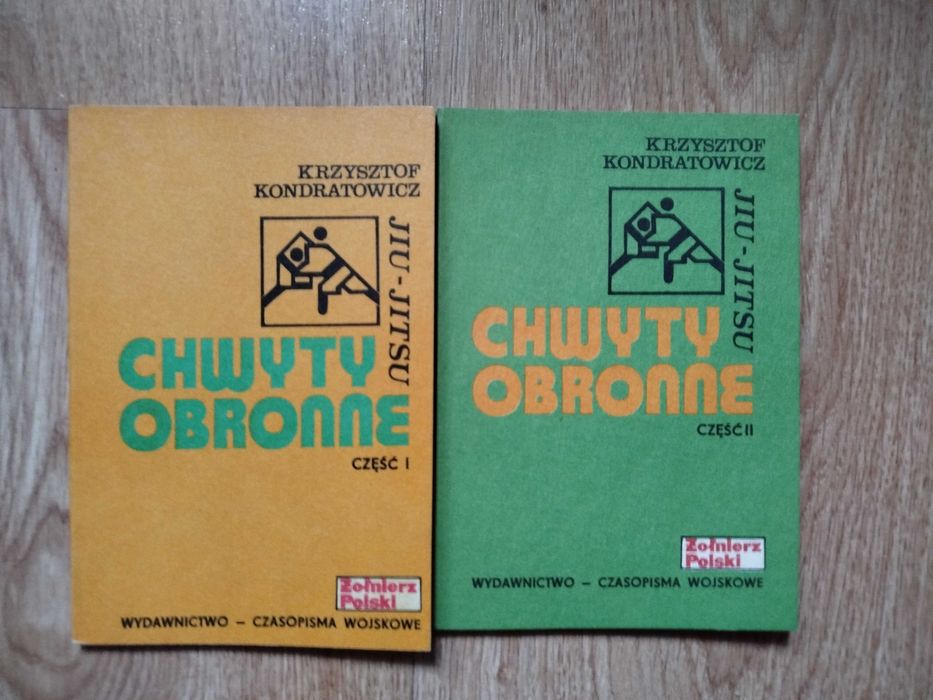 KRZYSZTOF
KONDRATOWICZ
JIU-JITSU
CHWYTY
OBRONNE
CZĘŚĆ I
Żołnierz
Polski
WYDAWNICTWO – CZASOPISMA WOJSKOWE
KRZYSZTOF
KONDRATOWICZ
JIU-JITSU
CHWYTY
OBRONNE
CZĘŚĆ II
Żołnierz
Polski
WYDAWNICTWO – CZASOPISMA WOJSKOWE